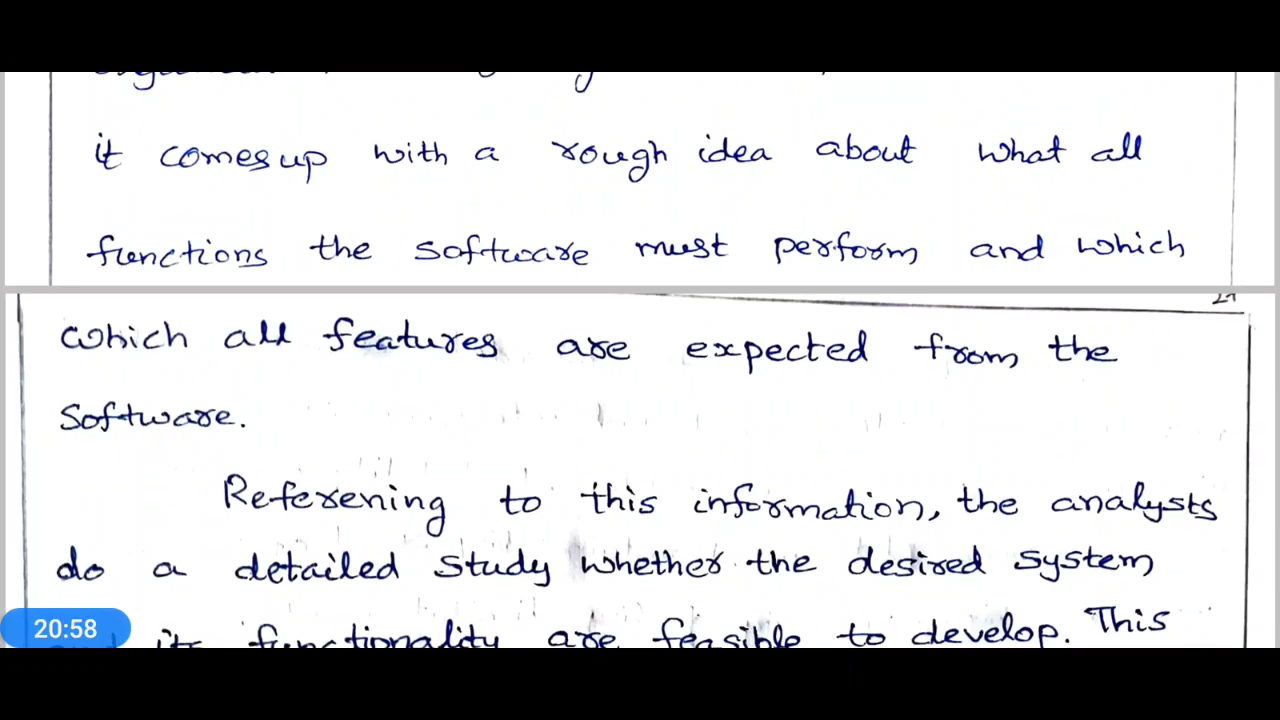 it comesup with a rough idea about what all
functions the software must perform and which
which all features are expected from the
software.
Referening to this information, the analysts
do a detailed study whether the desired system
its functionality are feasible to develop. This
20:58